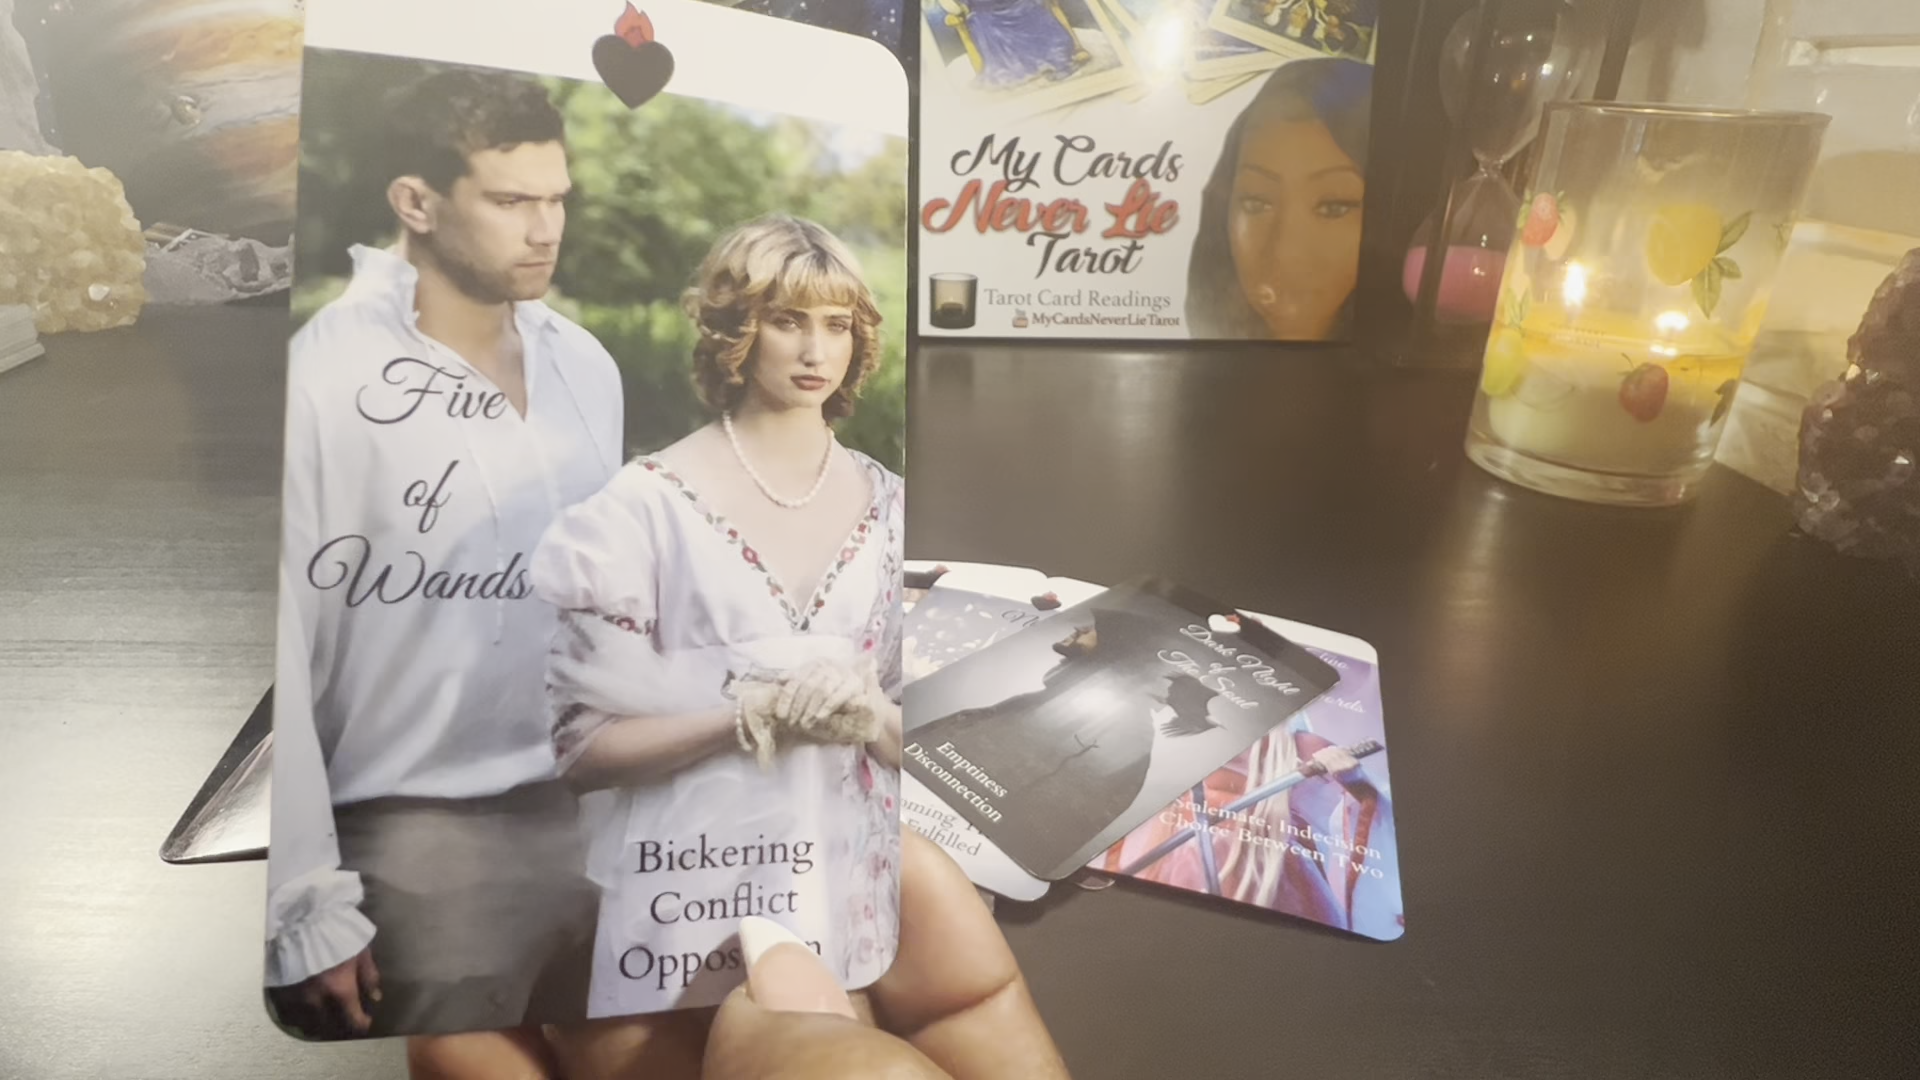 Five
of
Wands
Bickering
Conflict
My Cards
Never Lie
Tarot
Tarot Card Readings
MyCardsNeverLieTarot
Dark Night
of
The Soul
Emptiness
Disconnection
Fulfilled
Stalemate, Indecision
Choice Between Two